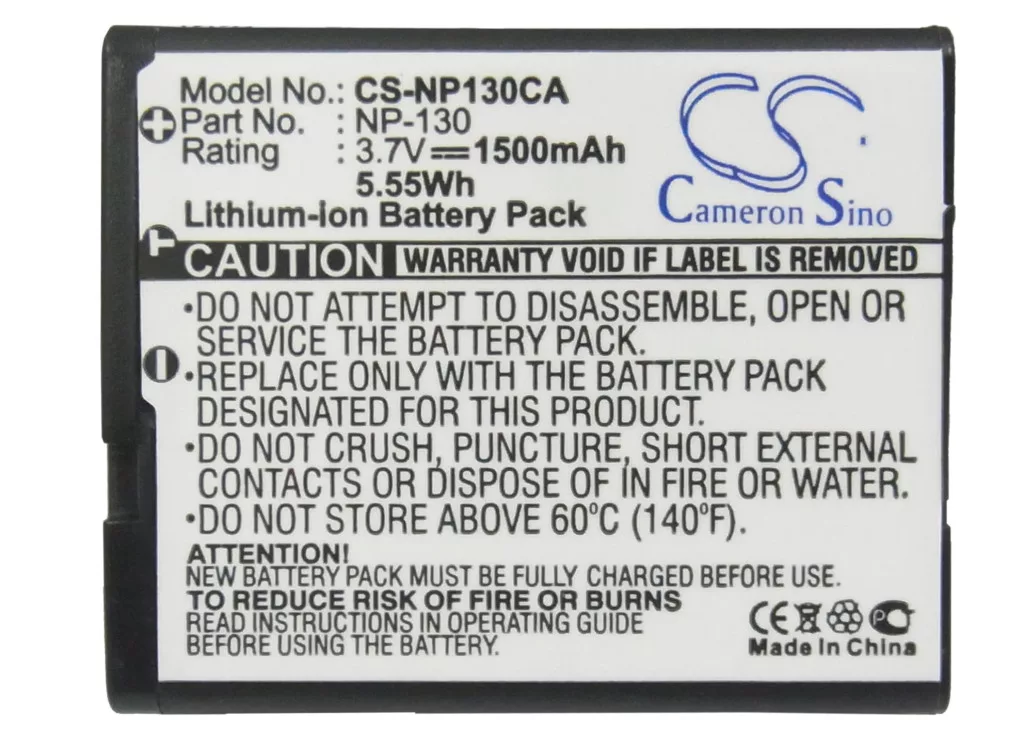 Model No.: CS-NP130CA
Part No. : NP-130
Rating : 3.7V 1500mAh
5.55Wh
Lithium-ion Battery Pack
CS
Cameron Sino
CAUTION WARRANTY VOID IF LABEL IS REMOVED
•DO NOT ATTEMPT TO DISASSEMBLE, OPEN OR
SERVICE THE BATTERY PACK.
•REPLACE ONLY WITH THE BATTERY PACK
DESIGNATED FOR THIS PRODUCT.
•DO NOT CRUSH, PUNCTURE, SHORT EXTERNAL
CONTACTS OR DISPOSE OF IN FIRE OR WATER.
•DO NOT STORE ABOVE 60°C (140°F).
ATTENTION!
NEW BATTERY PACK MUST BE FULLY CHARGED BEFORE USE.
TO REDUCE RISK OF FIRE OR BURNS
READ INSTRUCTIONS IN OPERATING GUIDE
BEFORE USING THE BATTERY.
CE
Made In China